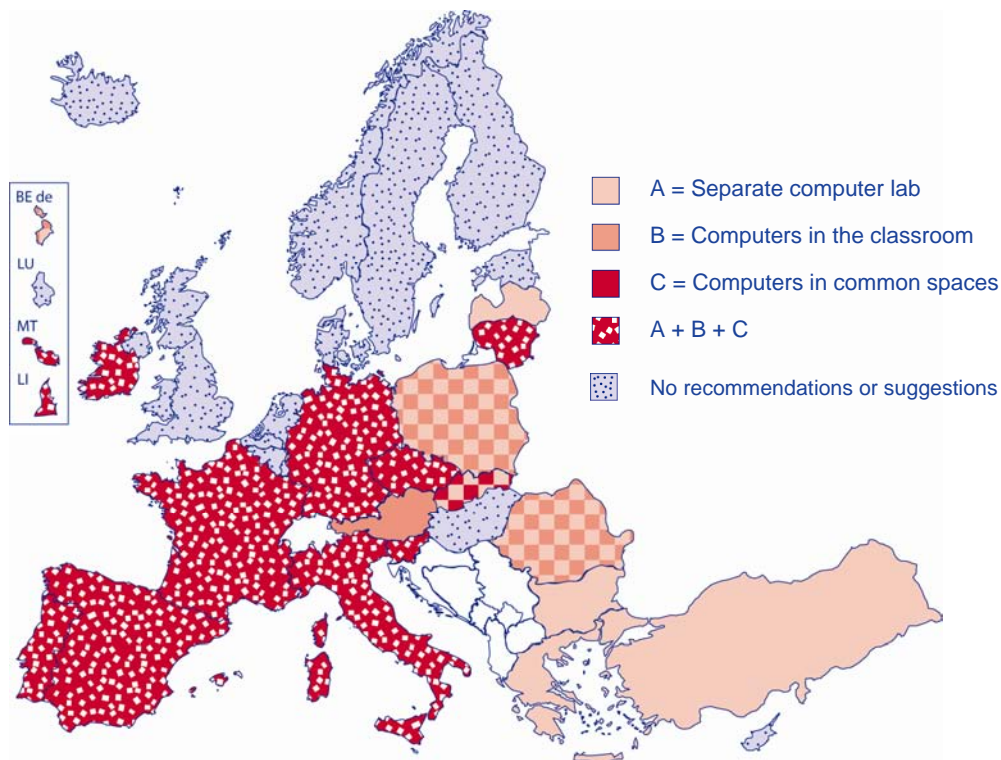 BE de
LU
MT
LI
A = Separate computer lab
B = Computers in the classroom
C = Computers in common spaces
A + B + C
No recommendations or suggestions